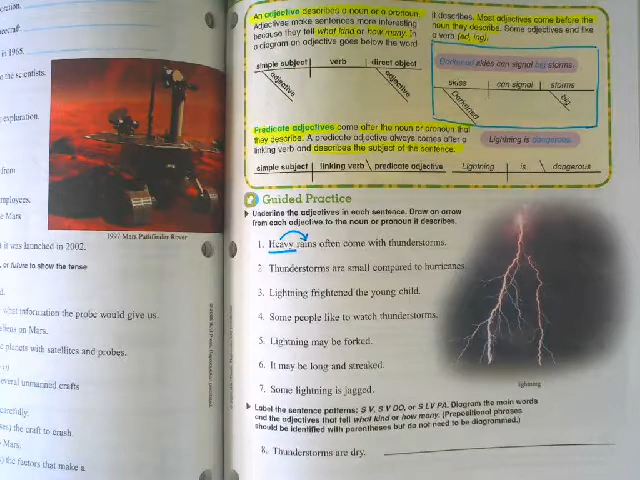 in 1965.
explanation.
from
1997 Mars Pathfinder Rover
it was launched in 2002.
or future to show the tense
what information the probe would give us.
on Mars.
planets with satellites and probes.
several unmanned crafts
carefully.
the craft to crash.
Mars.
the factors that make a
An adjective describes a noun or a pronoun.
Adjectives make sentences more interesting
because they tell what kind or how many. In
a diagram an adjective goes below the word
it describes. Most adjectives come before the
noun they describe. Some adjectives end like
a verb (ed, ing).
simple subject verb direct object
adjective adjective
Darkened skies can signal big storms.
skies can signal storms
Darkened big
Predicate adjectives come after the noun or pronoun that
they describe. A predicate adjective always comes after a
linking verb and describes the subject of the sentence.
Lightning is dangerous.
simple subject linking verb predicate adjective
Lightning is dangerous
Guided Practice
Underline the adjectives in each sentence. Draw an arrow
from each adjective to the noun or pronoun it describes.
1. Heavy rains often come with thunderstorms.
2 Thunderstorms are small compared to hurricanes.
3. Lightning frightened the young child.
4. Some people like to watch thunderstorms.
5. Lightning may be forked.
6. It may be long and streaked.
7. Some lightning is jagged.
lightning
Label the sentence patterns: S V, S V DO, or S LV PA. Diagram the main words
and the adjectives that tell what kind or how many. (Prepositional phrases
should be identified with parentheses but do not need to be diagrammed.)
8. Thunderstorms are dry.